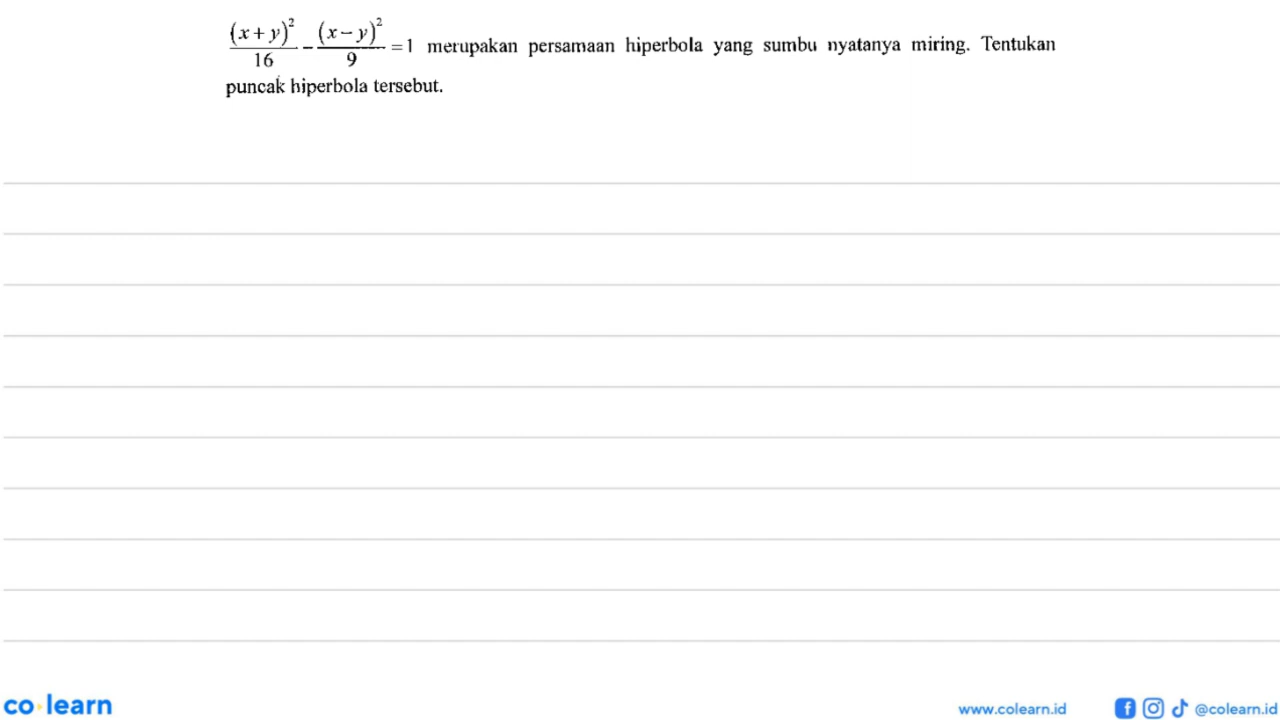 (x+y)²/16 - (x-y)²/9 = 1 merupakan persamaan hiperbola yang sumbu nyatanya miring. Tentukan
puncak hiperbola tersebut.
co learn
www.colearn.id @colearn.id